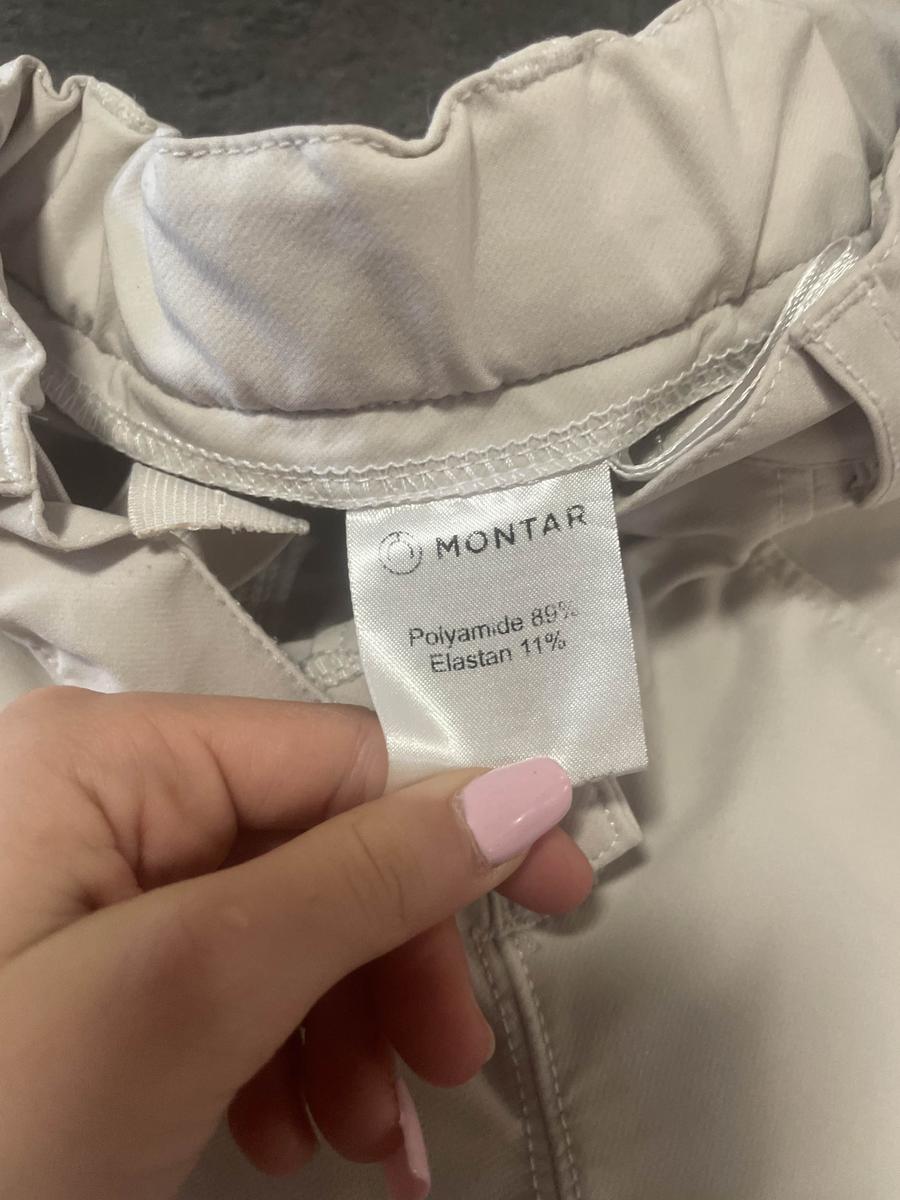 MONTAR
Polyamide 89%
Elastan 11%